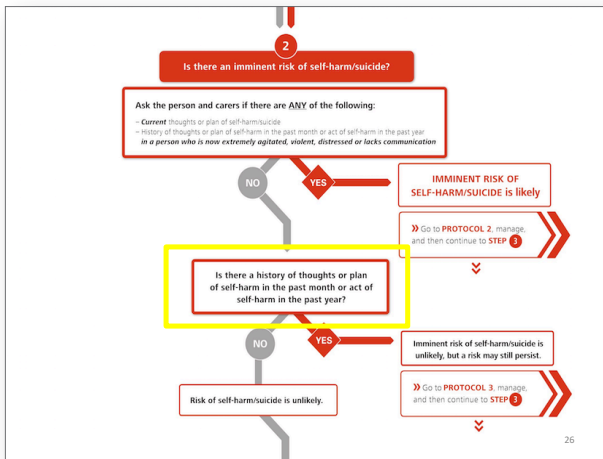 2
Is there an imminent risk of self-harm/suicide?
Ask the person and carers if there are ANY of the following:
– Current thoughts or plan of self-harm/suicide
– History of thoughts or plan of self-harm in the past month or act of self-harm in the past year
in a person who is now extremely agitated, violent, distressed or lacks communication
NO
YES
IMMINENT RISK OF
SELF-HARM/SUICIDE is likely
» Go to PROTOCOL 2, manage,
and then continue to STEP 3
Is there a history of thoughts or plan
of self-harm in the past month or act of
self-harm in the past year?
NO
YES
Imminent risk of self-harm/suicide is
unlikely, but a risk may still persist.
» Go to PROTOCOL 3, manage,
and then continue to STEP 3
Risk of self-harm/suicide is unlikely.
26